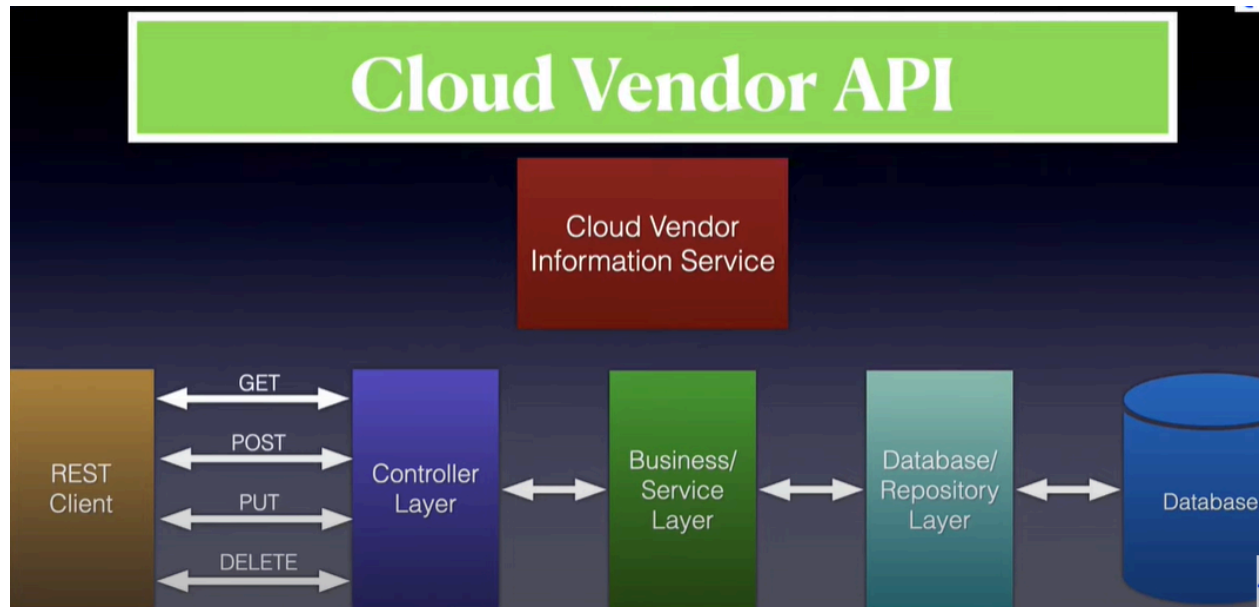 Cloud Vendor API
Cloud Vendor
Information Service
REST
Client
GET
POST
PUT
DELETE
Controller
Layer
Business/
Service
Layer
Database/
Repository
Layer
Database